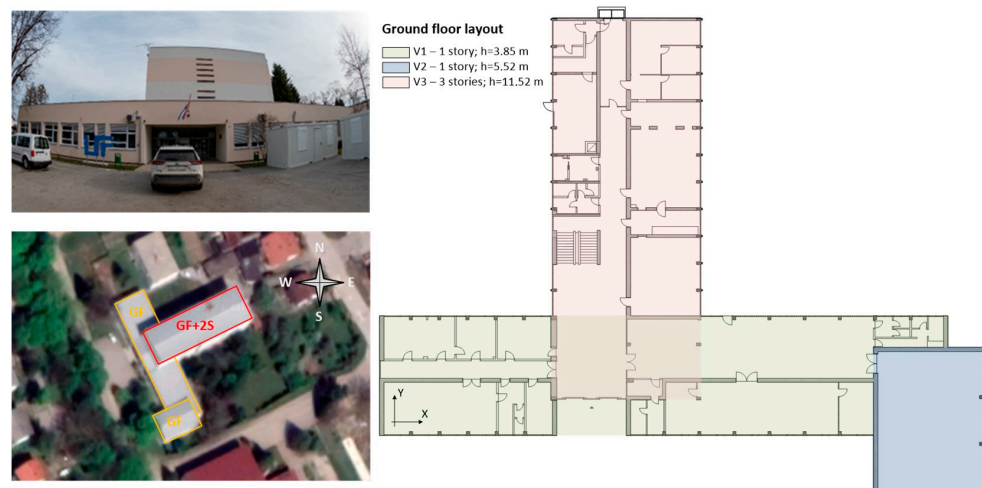 UF
N
W E
S
GF
GF+2S
GF
Ground floor layout
V1 – 1 story; h=3.85 m
V2 – 1 story; h=5.52 m
V3 – 3 stories; h=11.52 m
Y
X